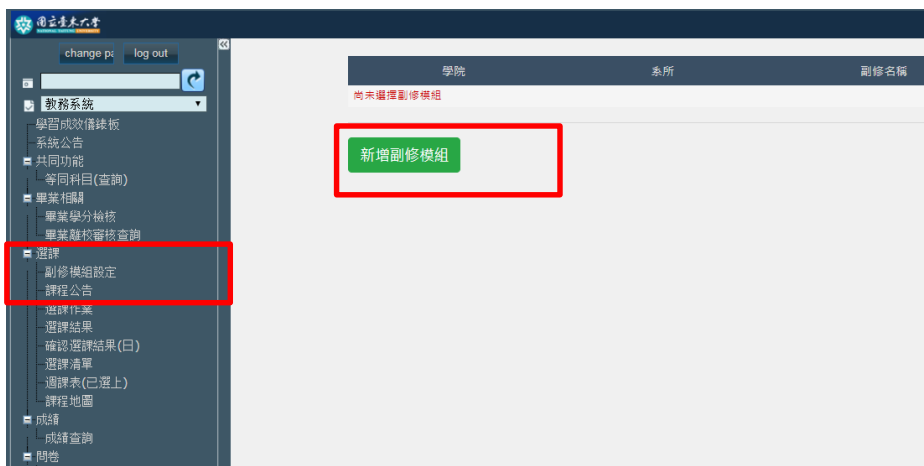 國立臺東大學
change pa
log out
教務系統
學習成效儀錶板
系統公告
共同功能
等同科目(查詢)
畢業相關
畢業學分檢核
畢業離校審核查詢
選課
副修模組設定
課程公告
選課作業
選課結果
確認選課結果(日)
選課清單
週課表(已選上)
課程地圖
成績
成績查詢
問卷
學院 系所 副修名稱
尚未選擇副修模組
新增副修模組